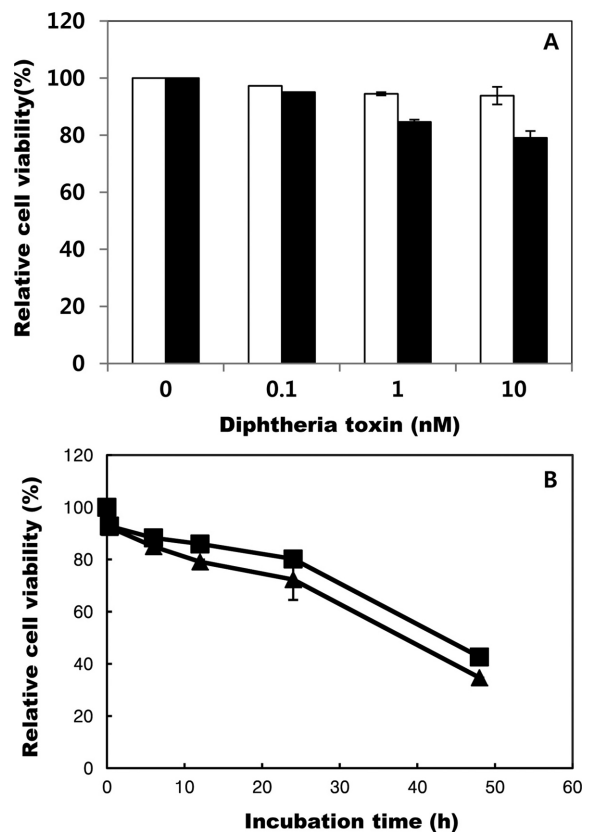 120
A
100
80
60
40
20
0
Relative cell viability(%)
0 0.1 1 10
Diphtheria toxin (nM)
120
B
100
80
60
40
20
0
Relative cell viability (%)
0 10 20 30 40 50 60
Incubation time (h)